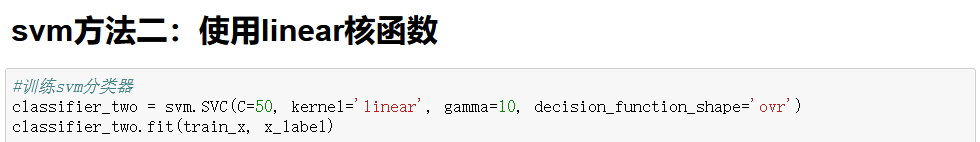 svm方法二：使用linear核函数
#训练svm分类器
classifier_two = svm.SVC(C=50, kernel='linear', gamma=10, decision_function_shape='ovr')
classifier_two.fit(train_x, x_label)